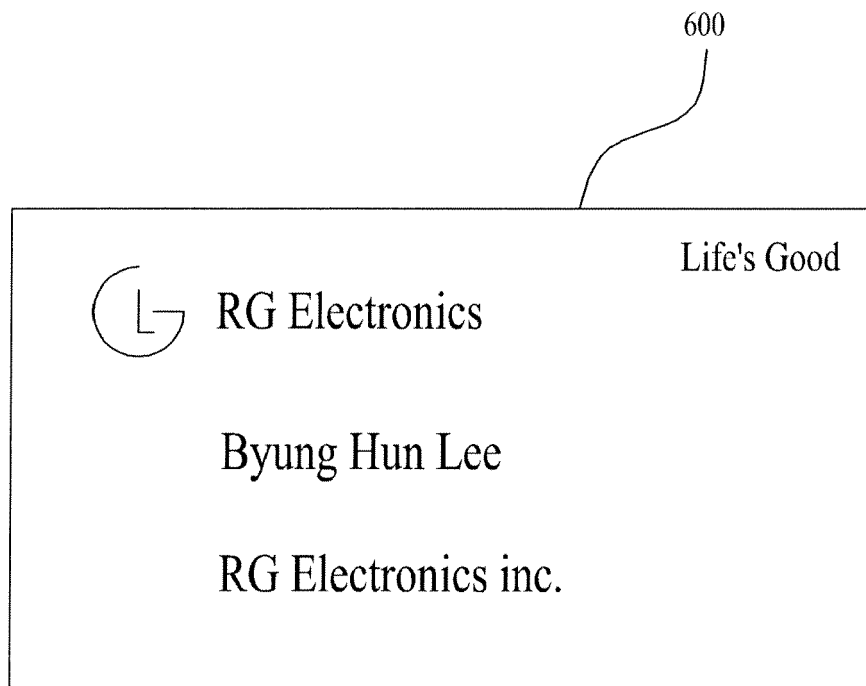 600
Life's Good
RG Electronics
Byung Hun Lee
RG Electronics inc.